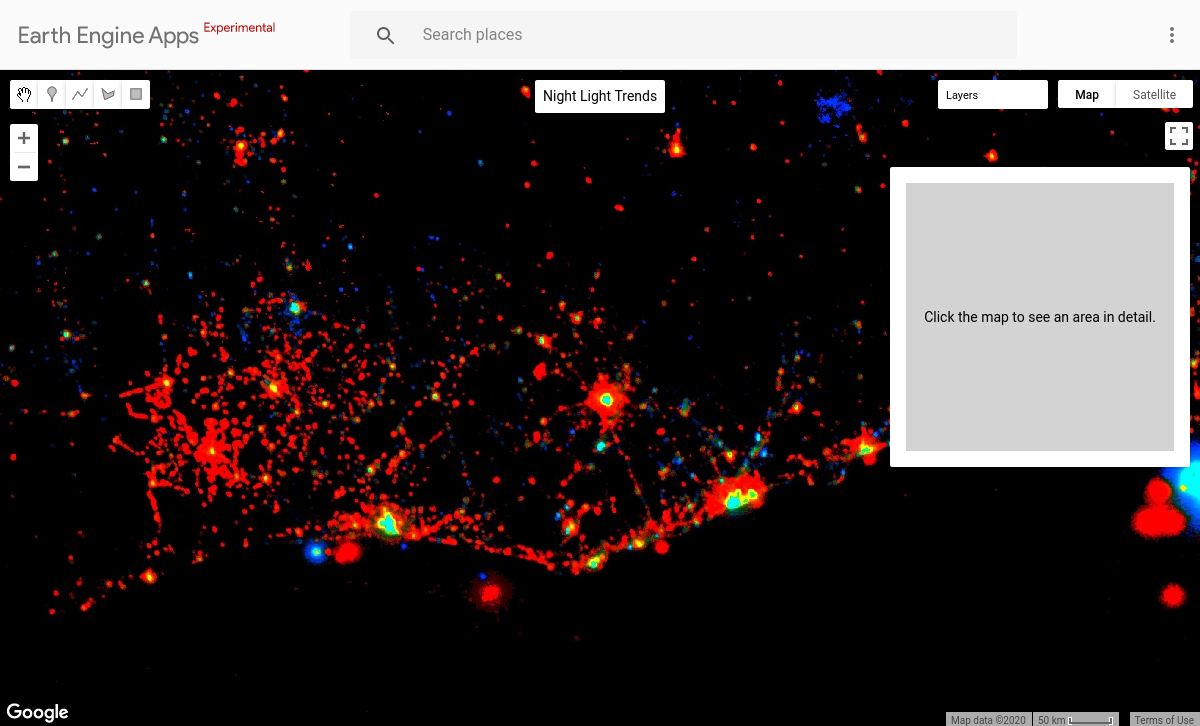 Earth Engine Apps Experimental
Search places
Night Light Trends
Layers
Map
Satellite
Click the map to see an area in detail.
Google
Map data ©2020
50 km
Terms of Use